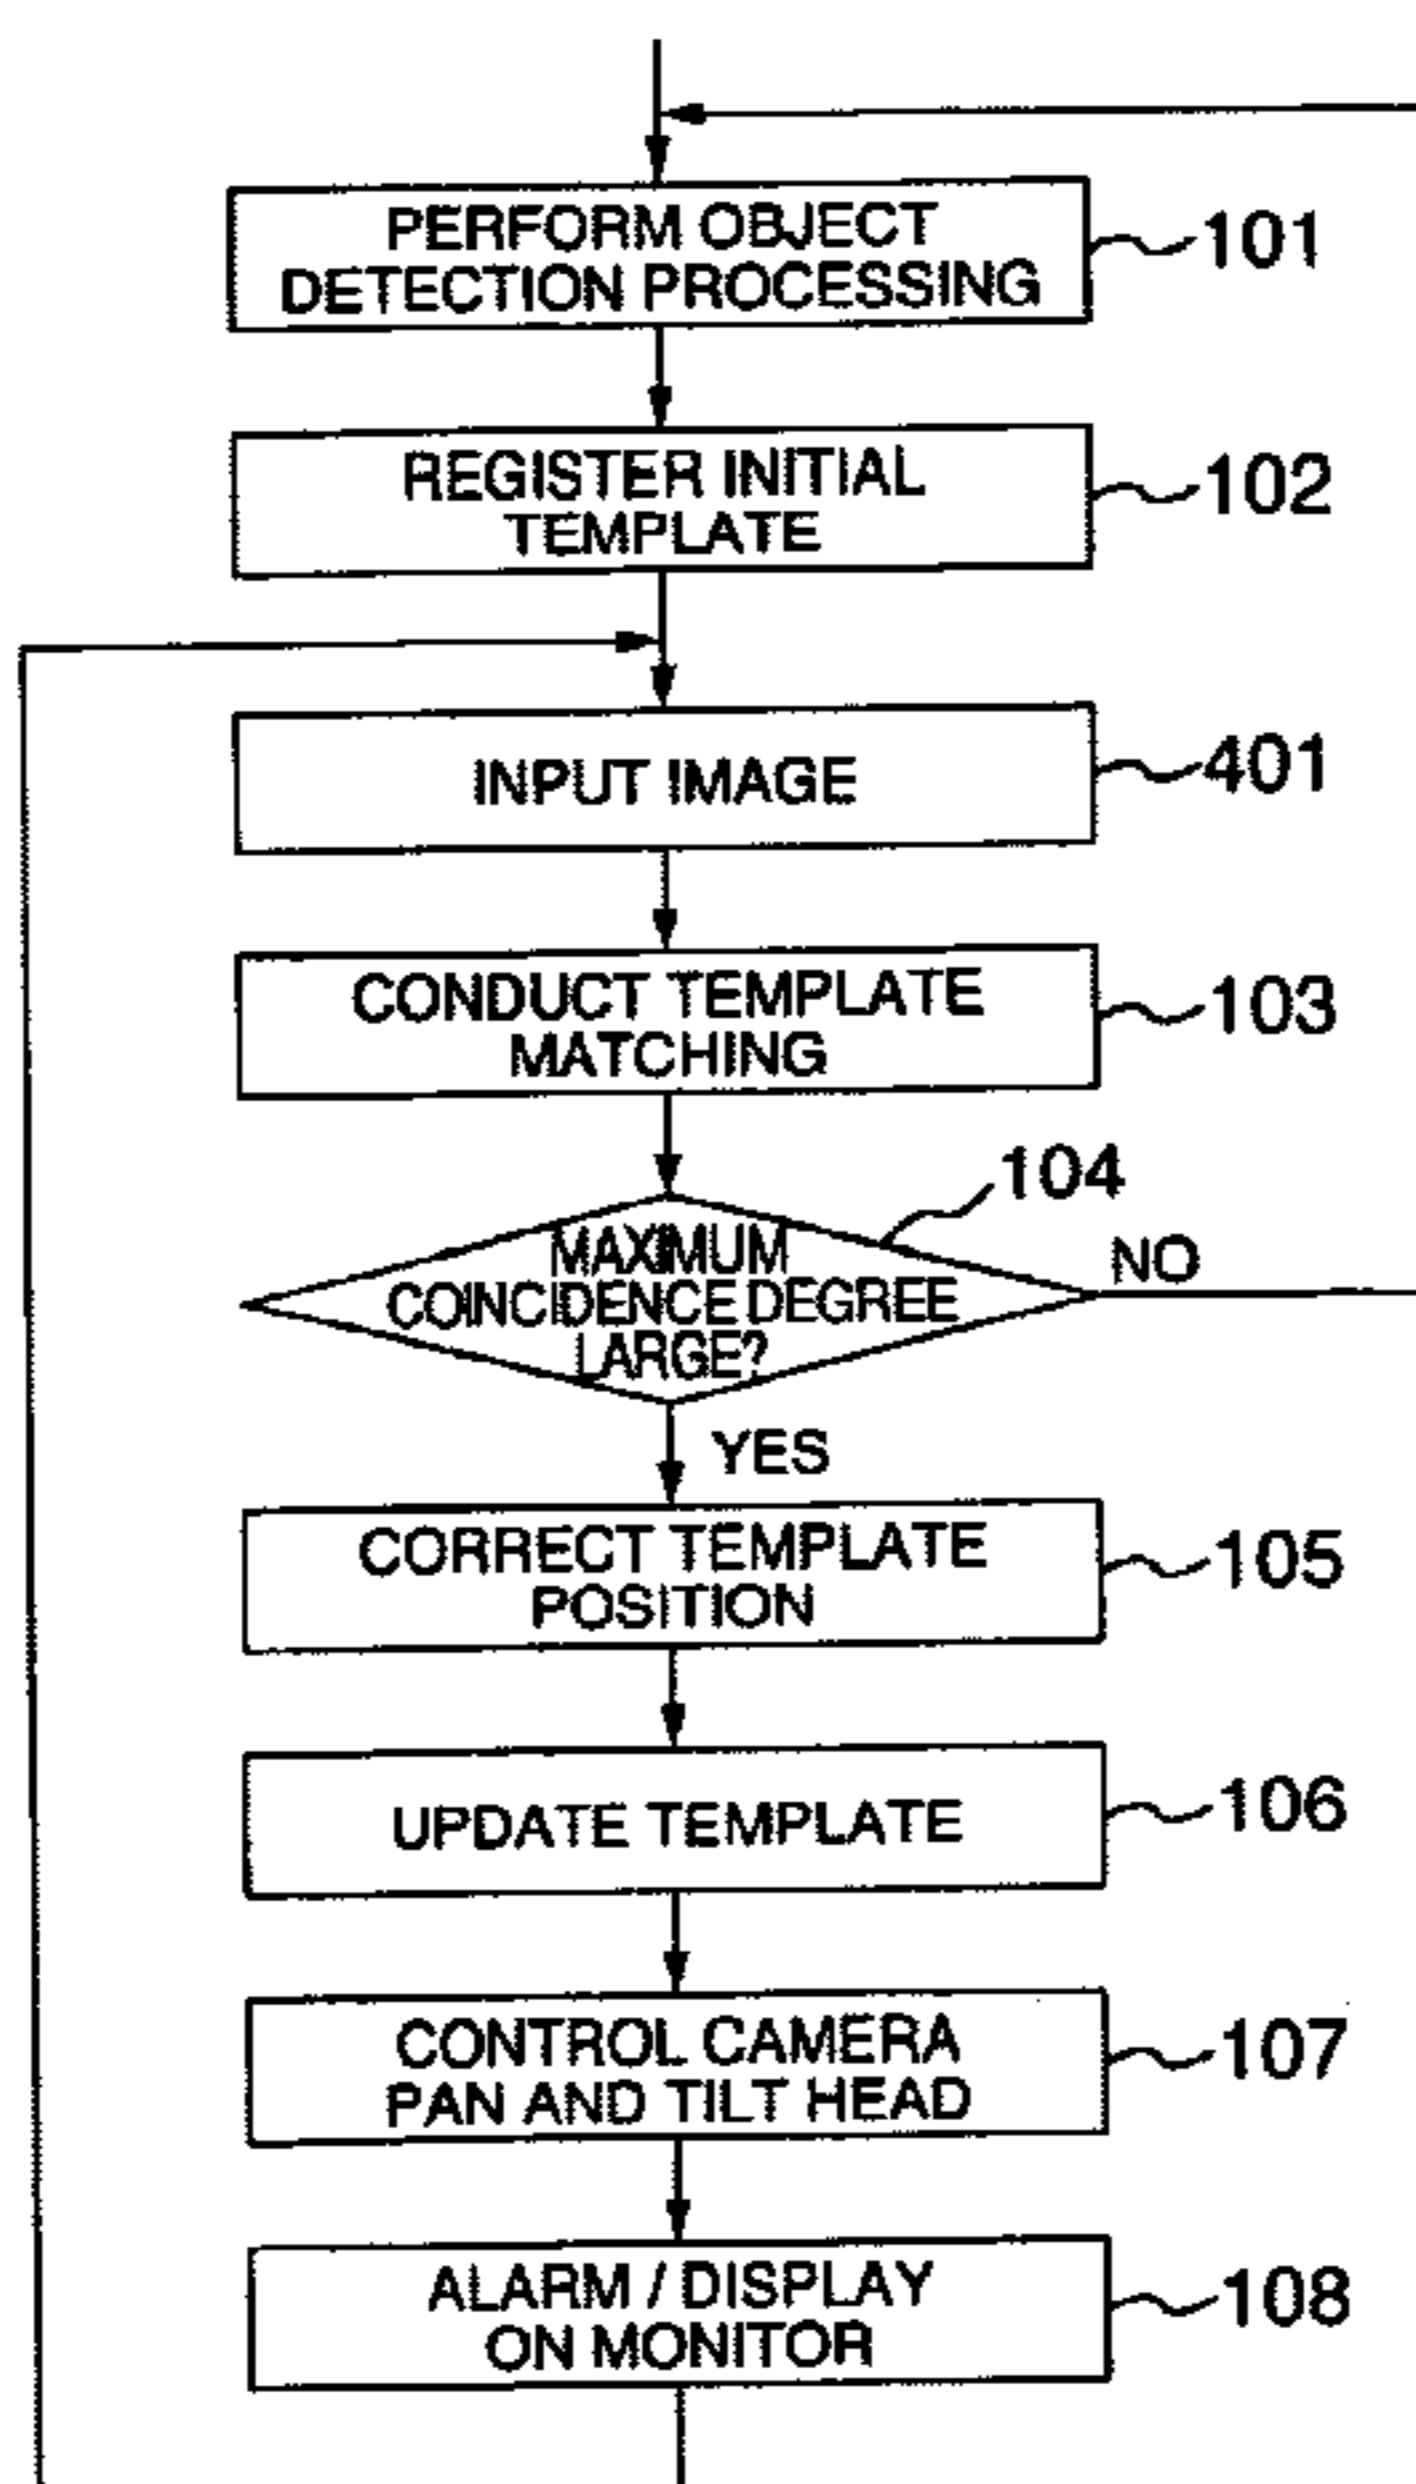 PERFORM OBJECT
DETECTION PROCESSING
101
REGISTER INITIAL
TEMPLATE
102
INPUT IMAGE
401
CONDUCT TEMPLATE
MATCHING
103
104
MAXIMUM
COINCIDENCE DEGREE
LARGE?
NO
YES
CORRECT TEMPLATE
POSITION
105
UPDATE TEMPLATE
106
CONTROL CAMERA
PAN AND TILT HEAD
107
ALARM / DISPLAY
ON MONITOR
108